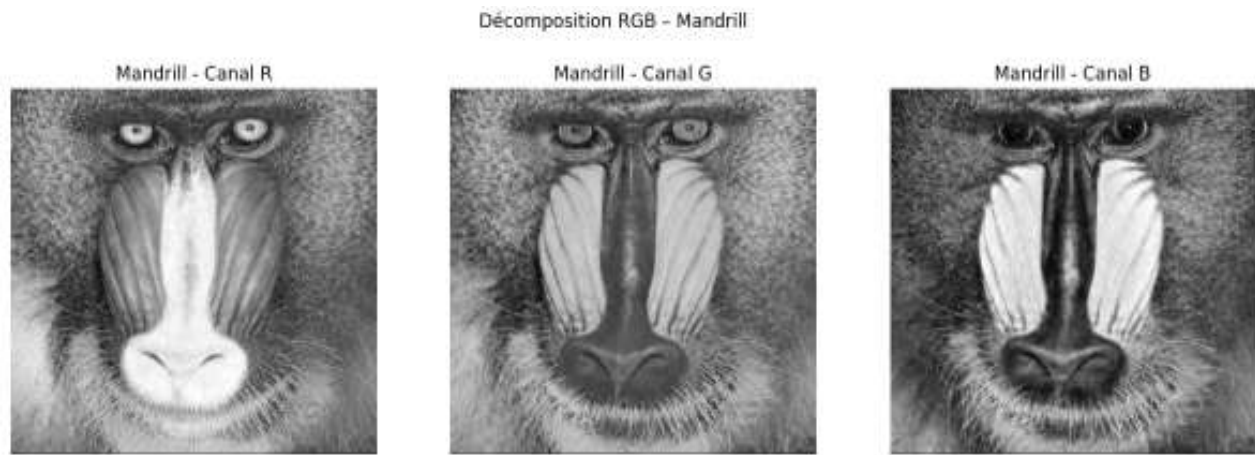 Décomposition RGB – Mandrill
Mandrill - Canal R
Mandrill - Canal G
Mandrill - Canal B